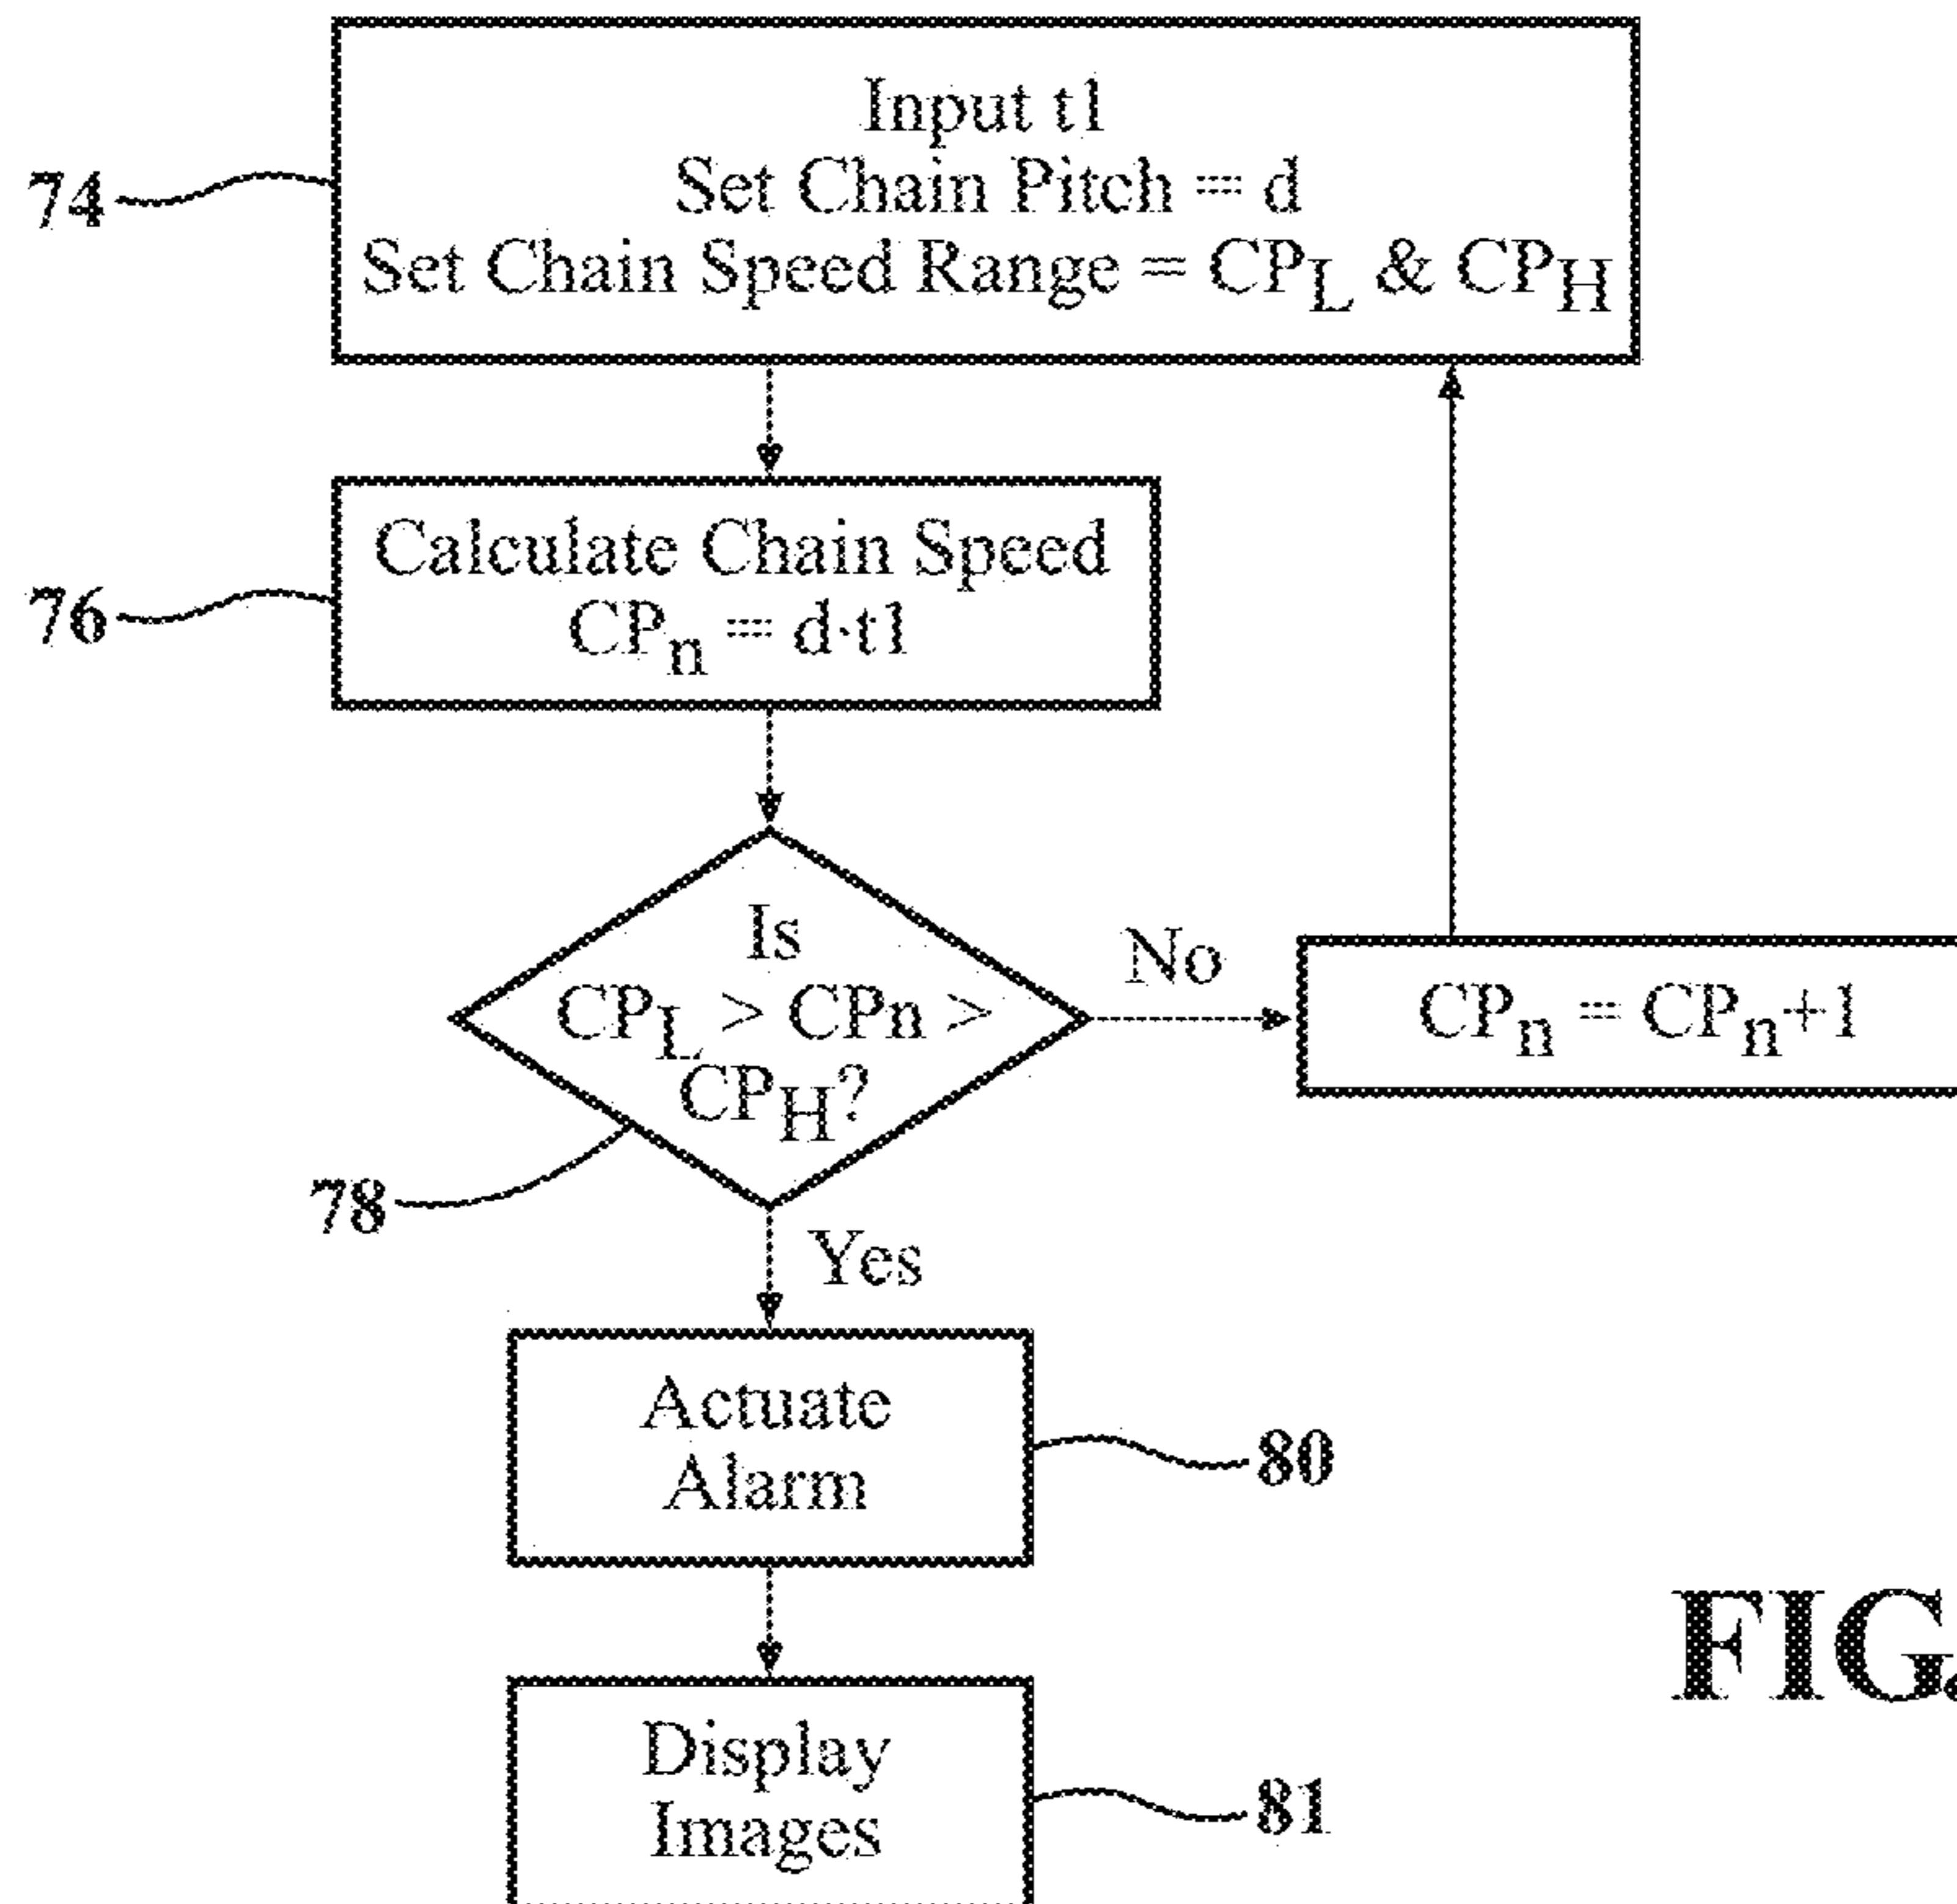 Input t1
Set Chain Pitch = d
Set Chain Speed Range = CPL & CPH
74
Calculate Chain Speed
CPn = d·t1
76
Is
CPL > CPn >
CPH?
No
CPn = CPn+1
78
Yes
Actuate
Alarm
80
Display
Images
81
FIG.